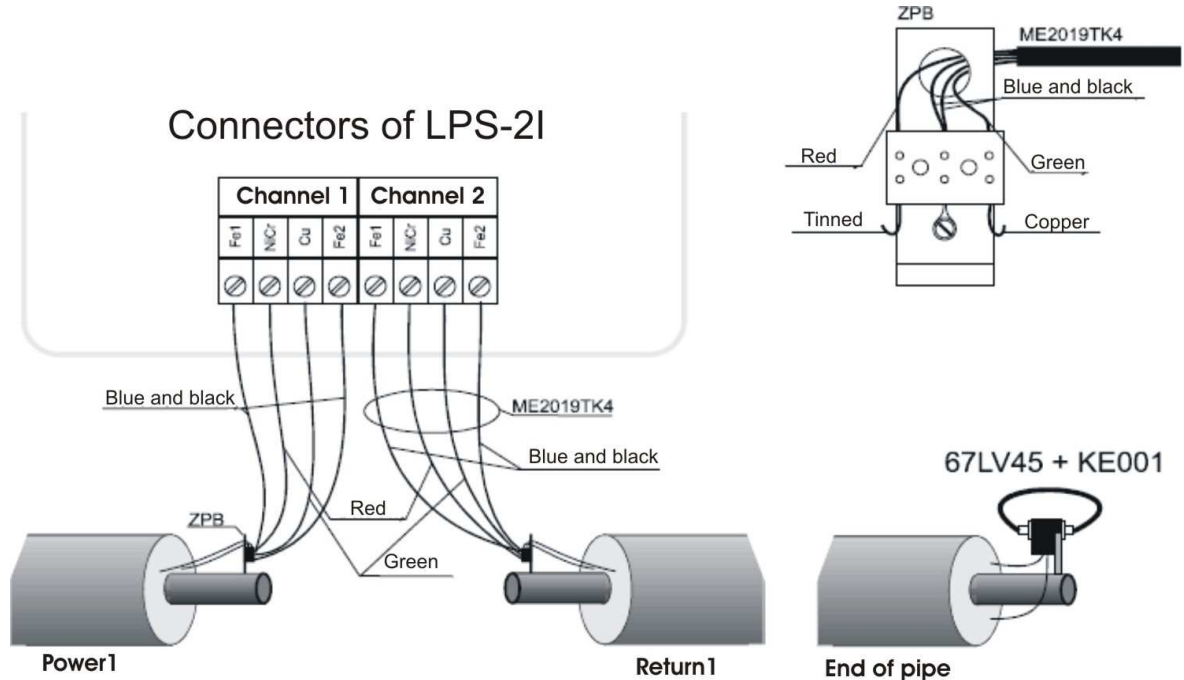 ZPB
ME2019TK4
Blue and black
Red
Green
Tinned
Copper
Connectors of LPS-2I
Channel 1 Channel 2
Fe1 NiCr Cu Fe2 Fe1 NiCr Cu Fe2
Blue and black
ME2019TK4
Blue and black
Red
ZPB
Green
67LV45 + KE001
Power1
Return1
End of pipe